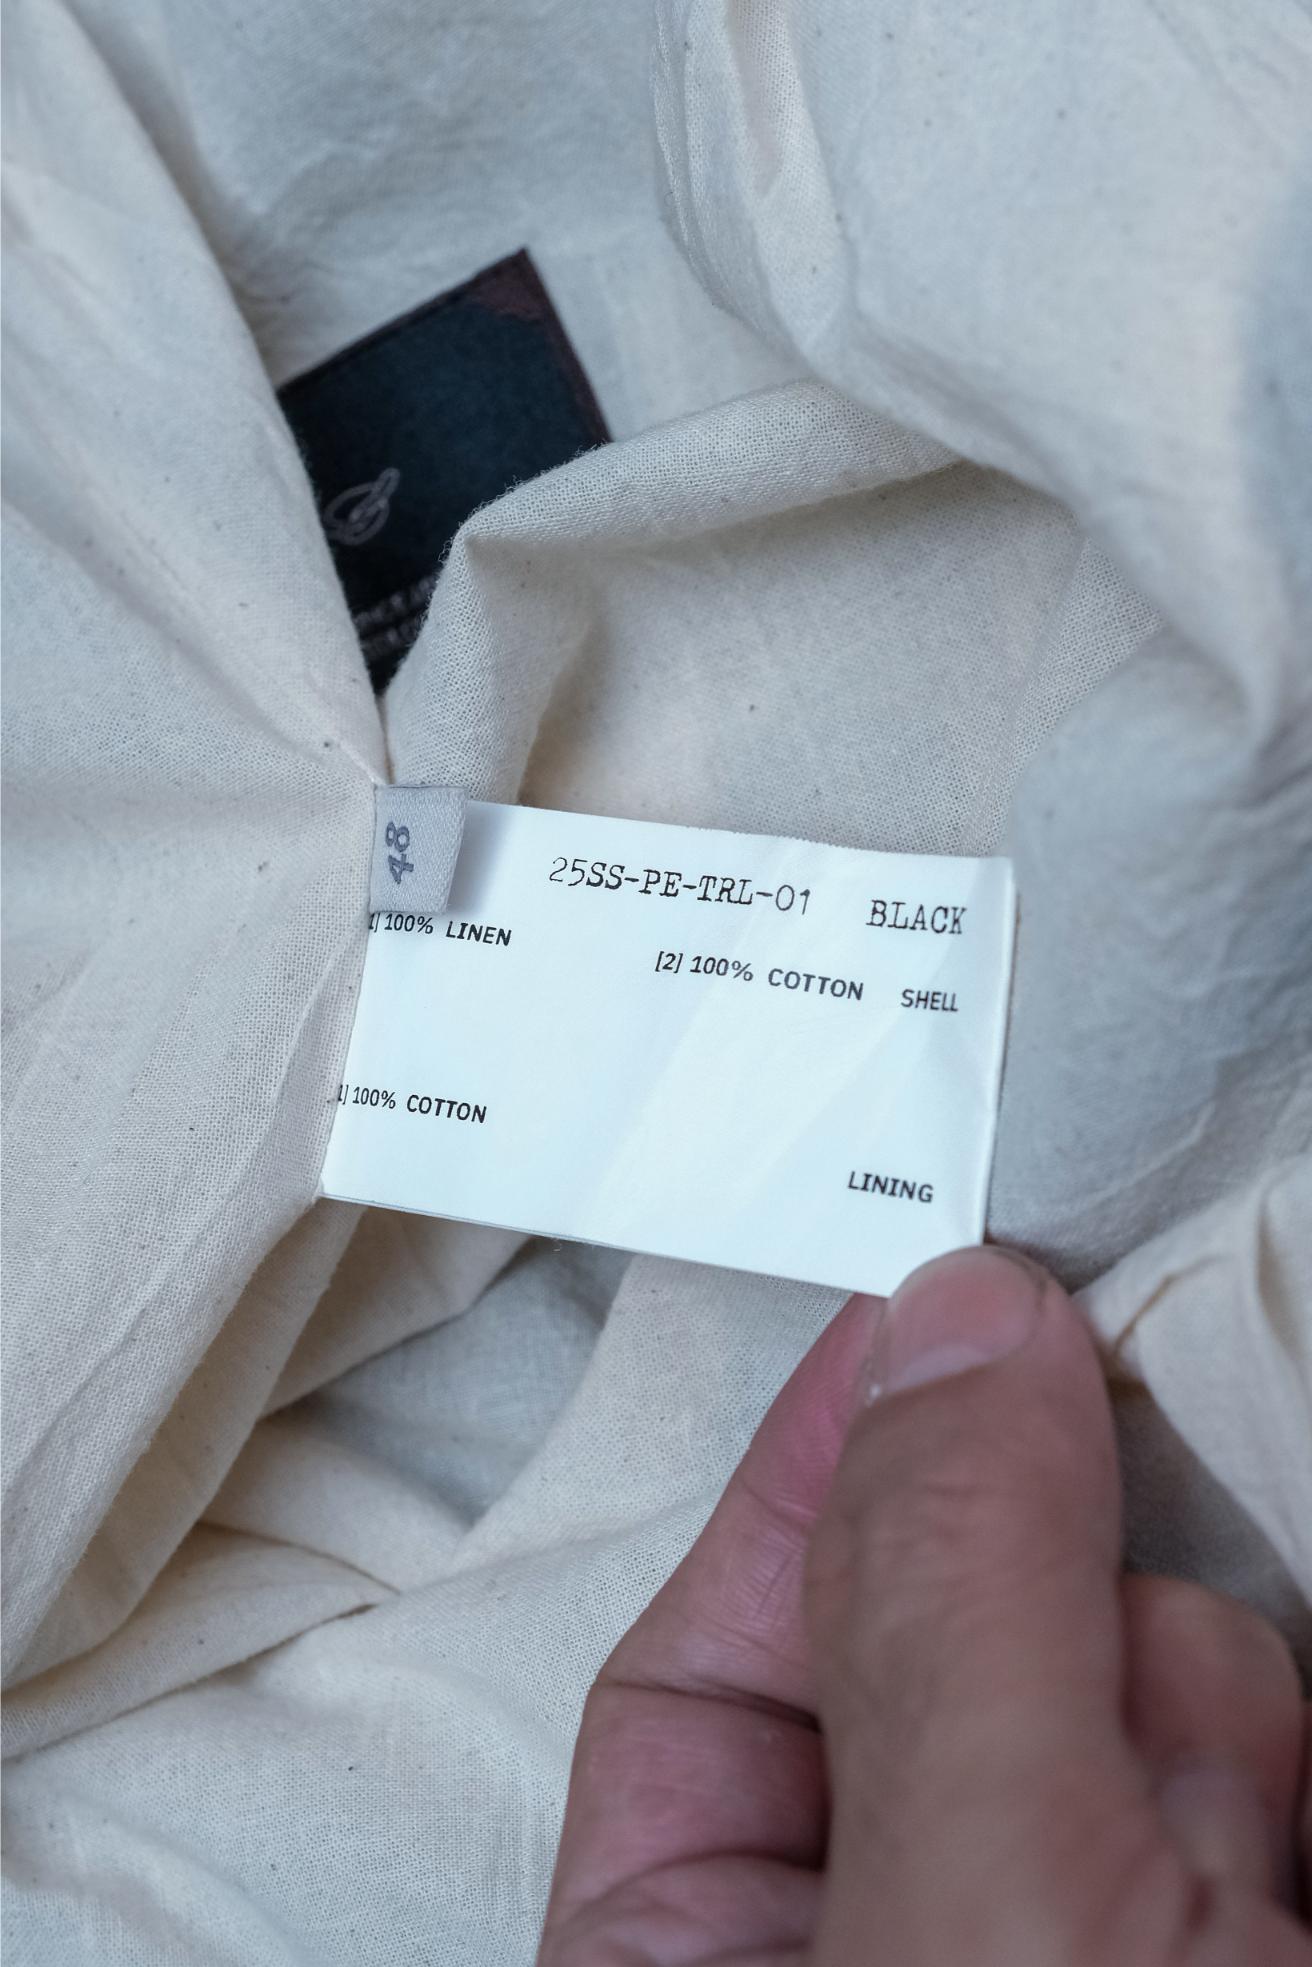 48
25SS-PE-TRL-01 BLACK
1] 100% LINEN [2] 100% COTTON SHELL
1] 100% COTTON LINING